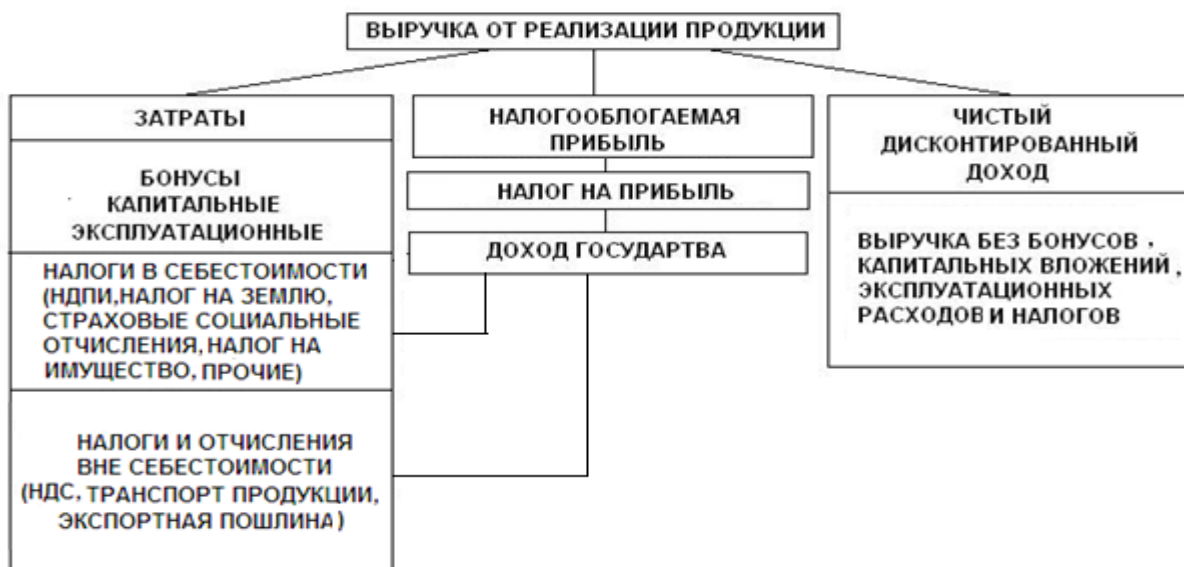 ВЫРУЧКА ОТ РЕАЛИЗАЦИИ ПРОДУКЦИИ
ЗАТРАТЫ
БОНУСЫ
КАПИТАЛЬНЫЕ
ЭКСПЛУАТАЦИОННЫЕ
НАЛОГИ В СЕБЕСТОИМОСТИ
(НДПИ,НАЛОГ НА ЗЕМЛЮ,
СТРАХОВЫЕ СОЦИАЛЬНЫЕ
ОТЧИСЛЕНИЯ, НАЛОГ НА
ИМУЩЕСТВО, ПРОЧИЕ)
НАЛОГИ И ОТЧИСЛЕНИЯ
ВНЕ СЕБЕСТОИМОСТИ
(НДС, ТРАНСПОРТ ПРОДУКЦИИ,
ЭКСПОРТНАЯ ПОШЛИНА)
НАЛОГООБЛОГАЕМАЯ
ПРИБЫЛЬ
НАЛОГ НА ПРИБЫЛЬ
ДОХОД ГОСУДАРТВА
ЧИСТЫЙ
ДИСКОНТИРОВАННЫЙ
ДОХОД
ВЫРУЧКА БЕЗ БОНУСОВ ,
КАПИТАЛЬНЫХ ВЛОЖЕНИЙ ,
ЭКСПЛУАТАЦИОННЫХ
РАСХОДОВ И НАЛОГОВ